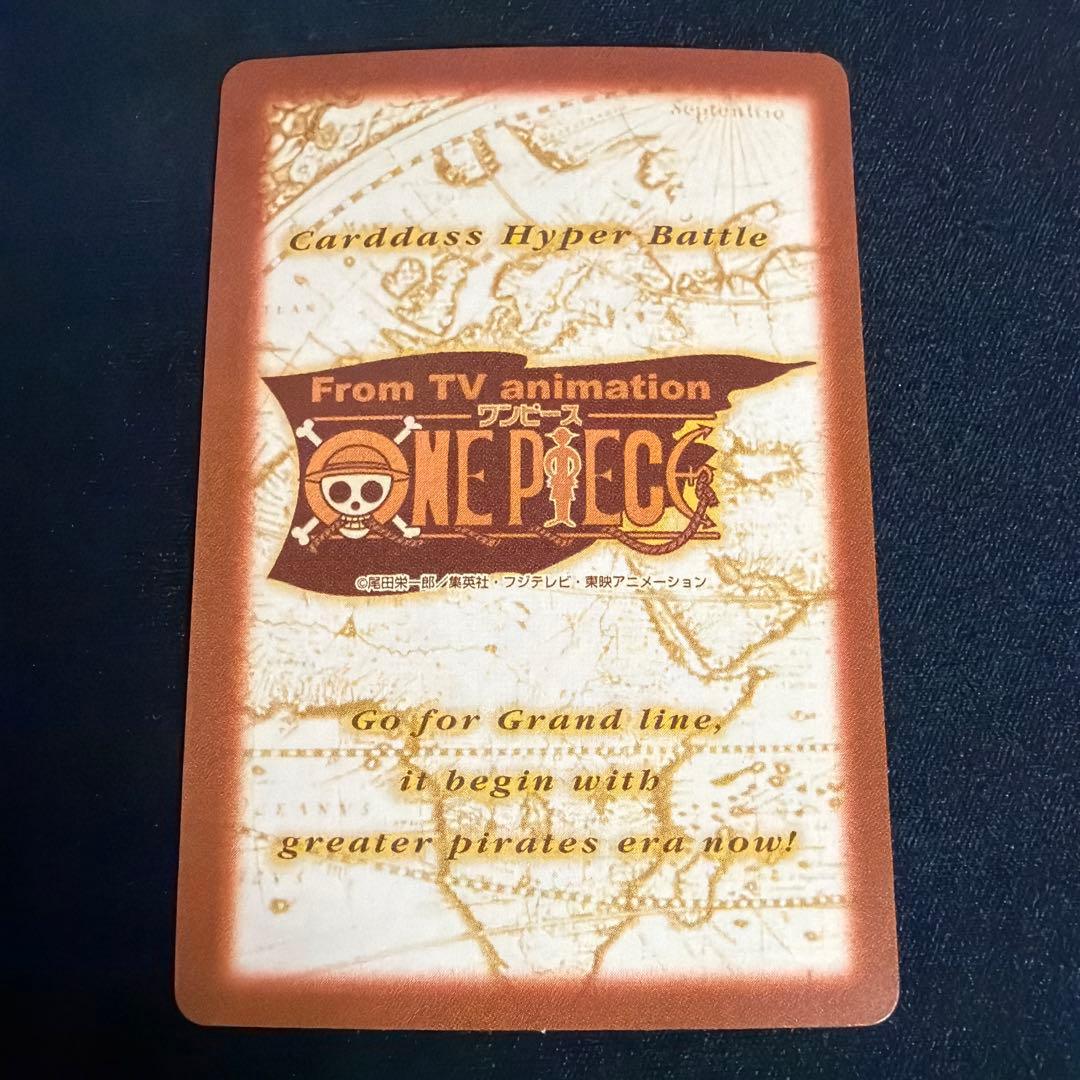 Septentrio
Carddass Hyper Battle
From TV animation
ワンピース
ONE PIECE
©尾田栄一郎／集英社・フジテレビ・東映アニメーション
Go for Grand line,
it begin with
greater pirates era now!